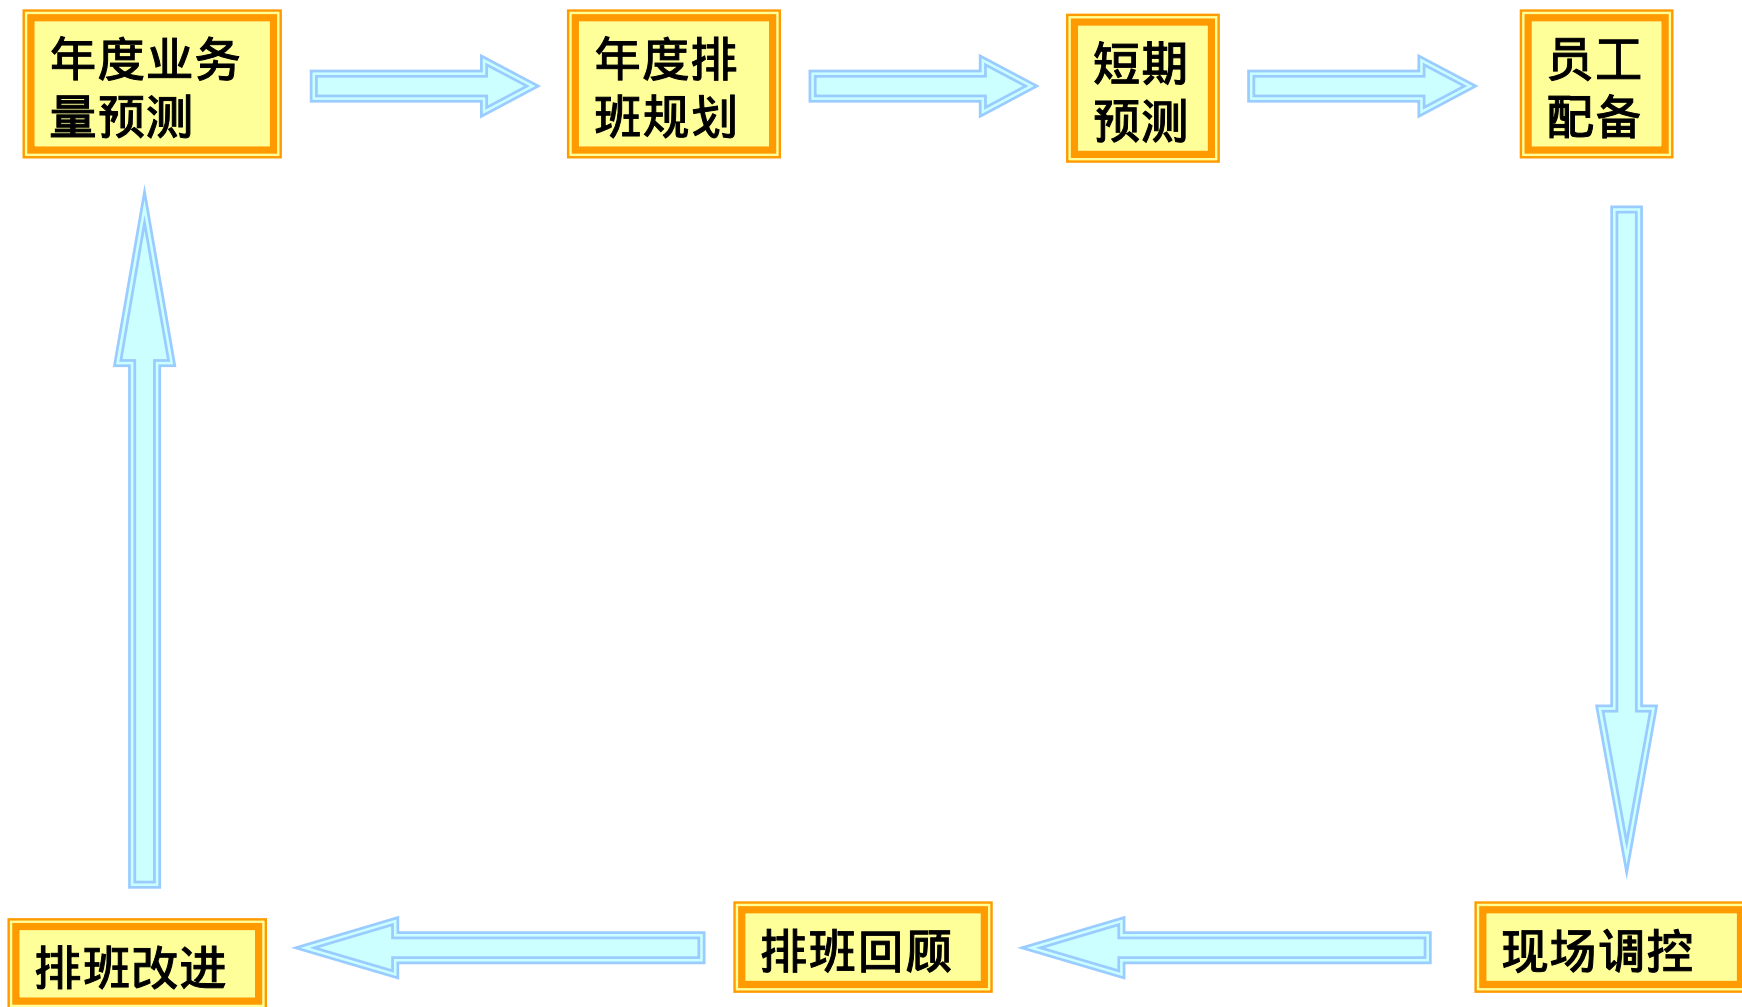 年度业务
量预测
年度排
班规划
短期
预测
员工
配备
排班改进
排班回顾
现场调控